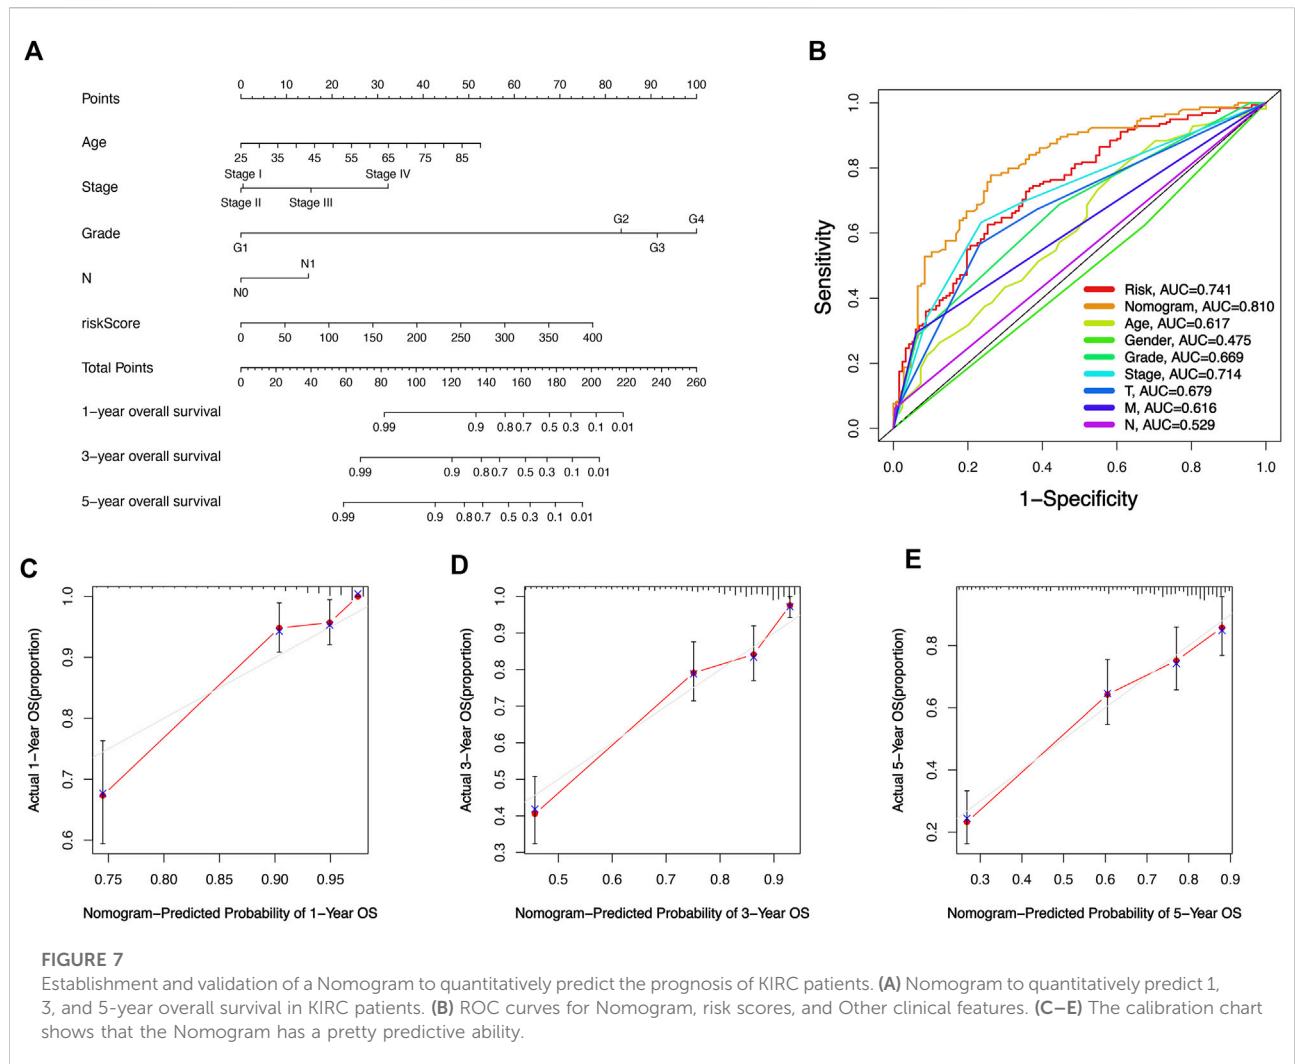 A
Points
0 10 20 30 40 50 60 70 80 90 100
Age
25 35 45 55 65 75 85
Stage I Stage IV
Stage
Stage II Stage III
G2 G4
Grade
G1 G3
N1
N
N0
riskScore
0 50 100 150 200 250 300 350 400
Total Points
0 20 40 60 80 100 120 140 160 180 200 220 240 260
1−year overall survival
0.99 0.9 0.8 0.7 0.5 0.3 0.1 0.01
3−year overall survival
0.99 0.9 0.8 0.7 0.5 0.3 0.1 0.01
5−year overall survival
0.99 0.9 0.8 0.7 0.5 0.3 0.1 0.01
B
Sensitivity
0.0 0.2 0.4 0.6 0.8 1.0
Risk, AUC=0.741
Nomogram, AUC=0.810
Age, AUC=0.617
Gender, AUC=0.475
Grade, AUC=0.669
Stage, AUC=0.714
T, AUC=0.679
M, AUC=0.616
N, AUC=0.529
0.0 0.2 0.4 0.6 0.8 1.0
1−Specificity
C
Actual 1−Year OS(proportion)
0.6 0.7 0.8 0.9 1.0
0.75 0.80 0.85 0.90 0.95
Nomogram−Predicted Probability of 1−Year OS
D
Actual 3−Year OS(proportion)
0.3 0.4 0.5 0.6 0.7 0.8 0.9 1.0
0.5 0.6 0.7 0.8 0.9
Nomogram−Predicted Probability of 3−Year OS
E
Actual 5−Year OS(proportion)
0.2 0.4 0.6 0.8
0.3 0.4 0.5 0.6 0.7 0.8 0.9
Nomogram−Predicted Probability of 5−Year OS
FIGURE 7
Establishment and validation of a Nomogram to quantitatively predict the prognosis of KIRC patients. (A) Nomogram to quantitatively predict 1,
3, and 5-year overall survival in KIRC patients. (B) ROC curves for Nomogram, risk scores, and Other clinical features. (C–E) The calibration chart
shows that the Nomogram has a pretty predictive ability.